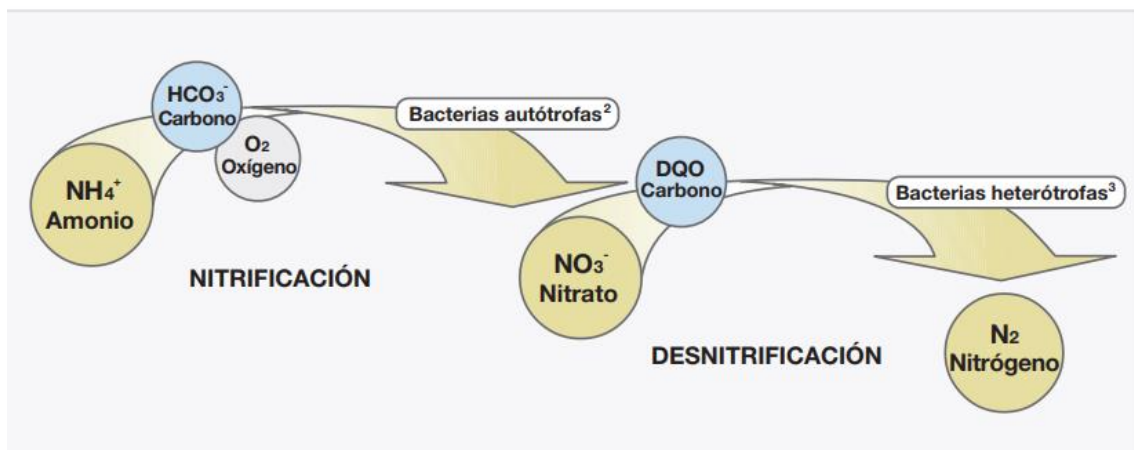 HCO₃⁻
Carbono
O₂
Oxígeno
Bacterias autótrofas²
NH₄⁺
Amonio
NITRIFICACIÓN
DQO
Carbono
Bacterias heterótrofas³
NO₃⁻
Nitrato
DESNITRIFICACIÓN
N₂
Nitrógeno